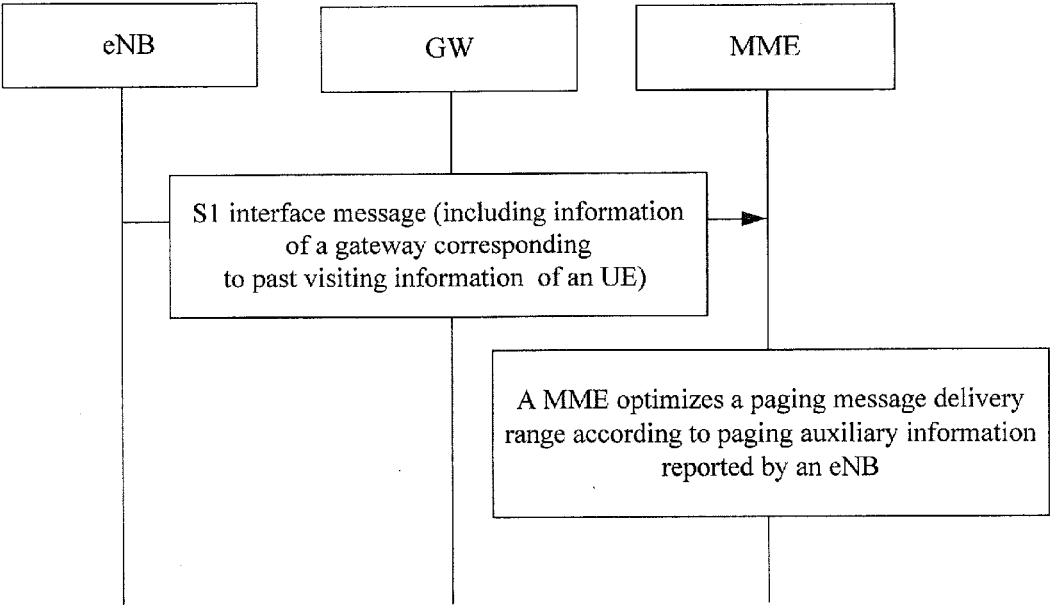 eNB
GW
MME
S1 interface message (including information
of a gateway corresponding
to past visiting information of an UE)
A MME optimizes a paging message delivery
range according to paging auxiliary information
reported by an eNB